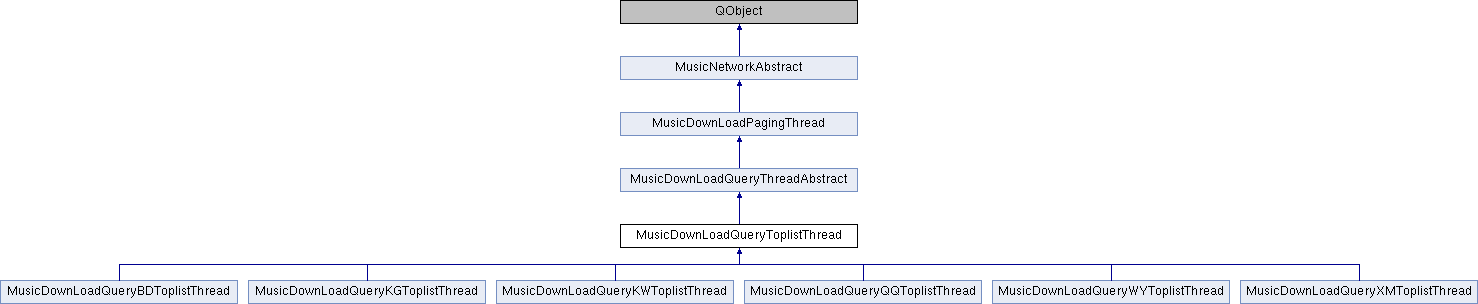 QObject
MusicNetworkAbstract
MusicDownLoadPagingThread
MusicDownLoadQueryThreadAbstract
MusicDownLoadQueryToplistThread
MusicDownLoadQueryBDToplistThread
MusicDownLoadQueryKGToplistThread
MusicDownLoadQueryKWToplistThread
MusicDownLoadQueryQQToplistThread
MusicDownLoadQueryWYToplistThread
MusicDownLoadQueryXMToplistThread